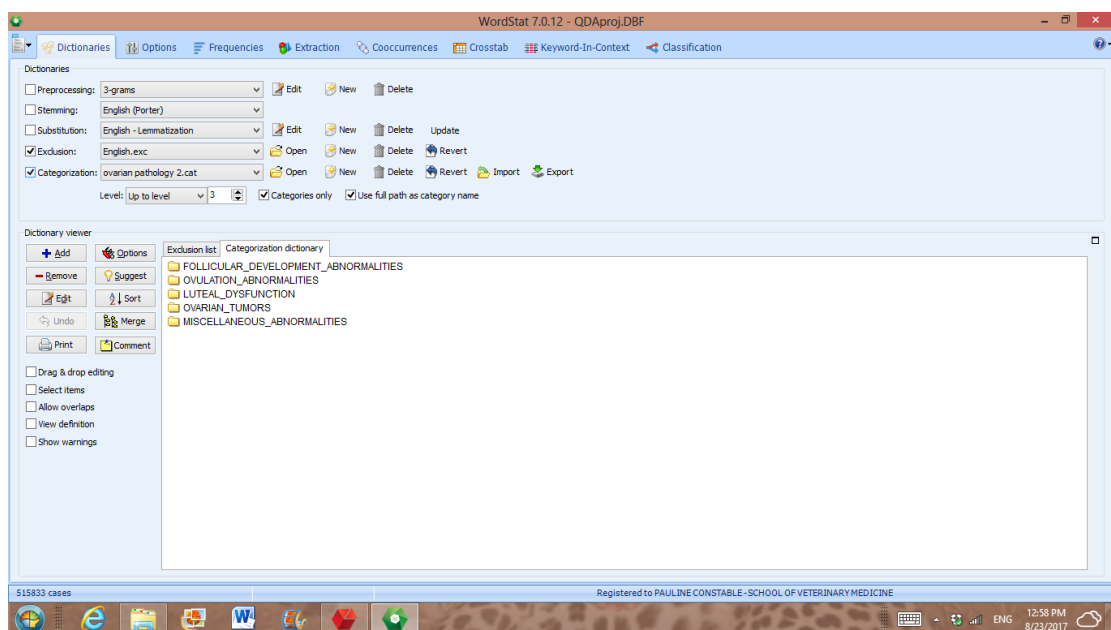 WordStat 7.0.12 - QDAproj.DBF
Dictionaries Options Frequencies Extraction Cooccurrences Crosstab Keyword-In-Context Classification
Dictionaries
Preprocessing: 3-grams Edit New Delete
Stemming: English (Porter)
Substitution: English - Lemmatization Edit New Delete Update
Exclusion: English.exc Open New Delete Revert
Categorization: ovarian pathology 2.cat Open New Delete Revert Import Export
Level: Up to level 3 Categories only Use full path as category name
Dictionary viewer
Add Options Exclusion list Categorization dictionary
Remove Suggest
Edit Sort
Undo Merge
Print Comment
FOLLICULAR_DEVELOPMENT_ABNORMALITIES
OVULATION_ABNORMALITIES
LUTEAL_DYSFUNCTION
OVARIAN_TUMORS
MISCELLANEOUS_ABNORMALITIES
Drag & drop editing
Select items
Allow overlaps
View definition
Show warnings
515833 cases Registered to PAULINE CONSTABLE - SCHOOL OF VETERINARY MEDICINE
ENG 12:58 PM
8/23/2017